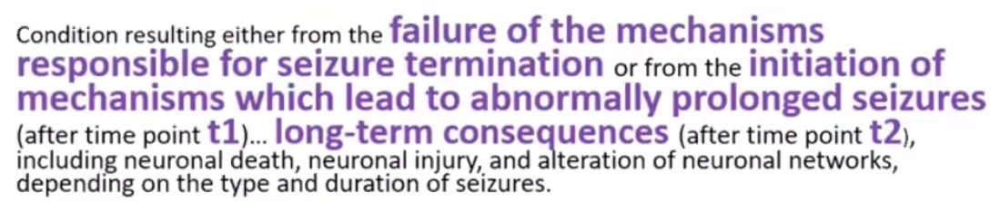 Condition resulting either from the failure of the mechanisms
responsible for seizure termination or from the initiation of
mechanisms which lead to abnormally prolonged seizures
(after time point t1)... long-term consequences (after time point t2),
including neuronal death, neuronal injury, and alteration of neuronal networks,
depending on the type and duration of seizures.